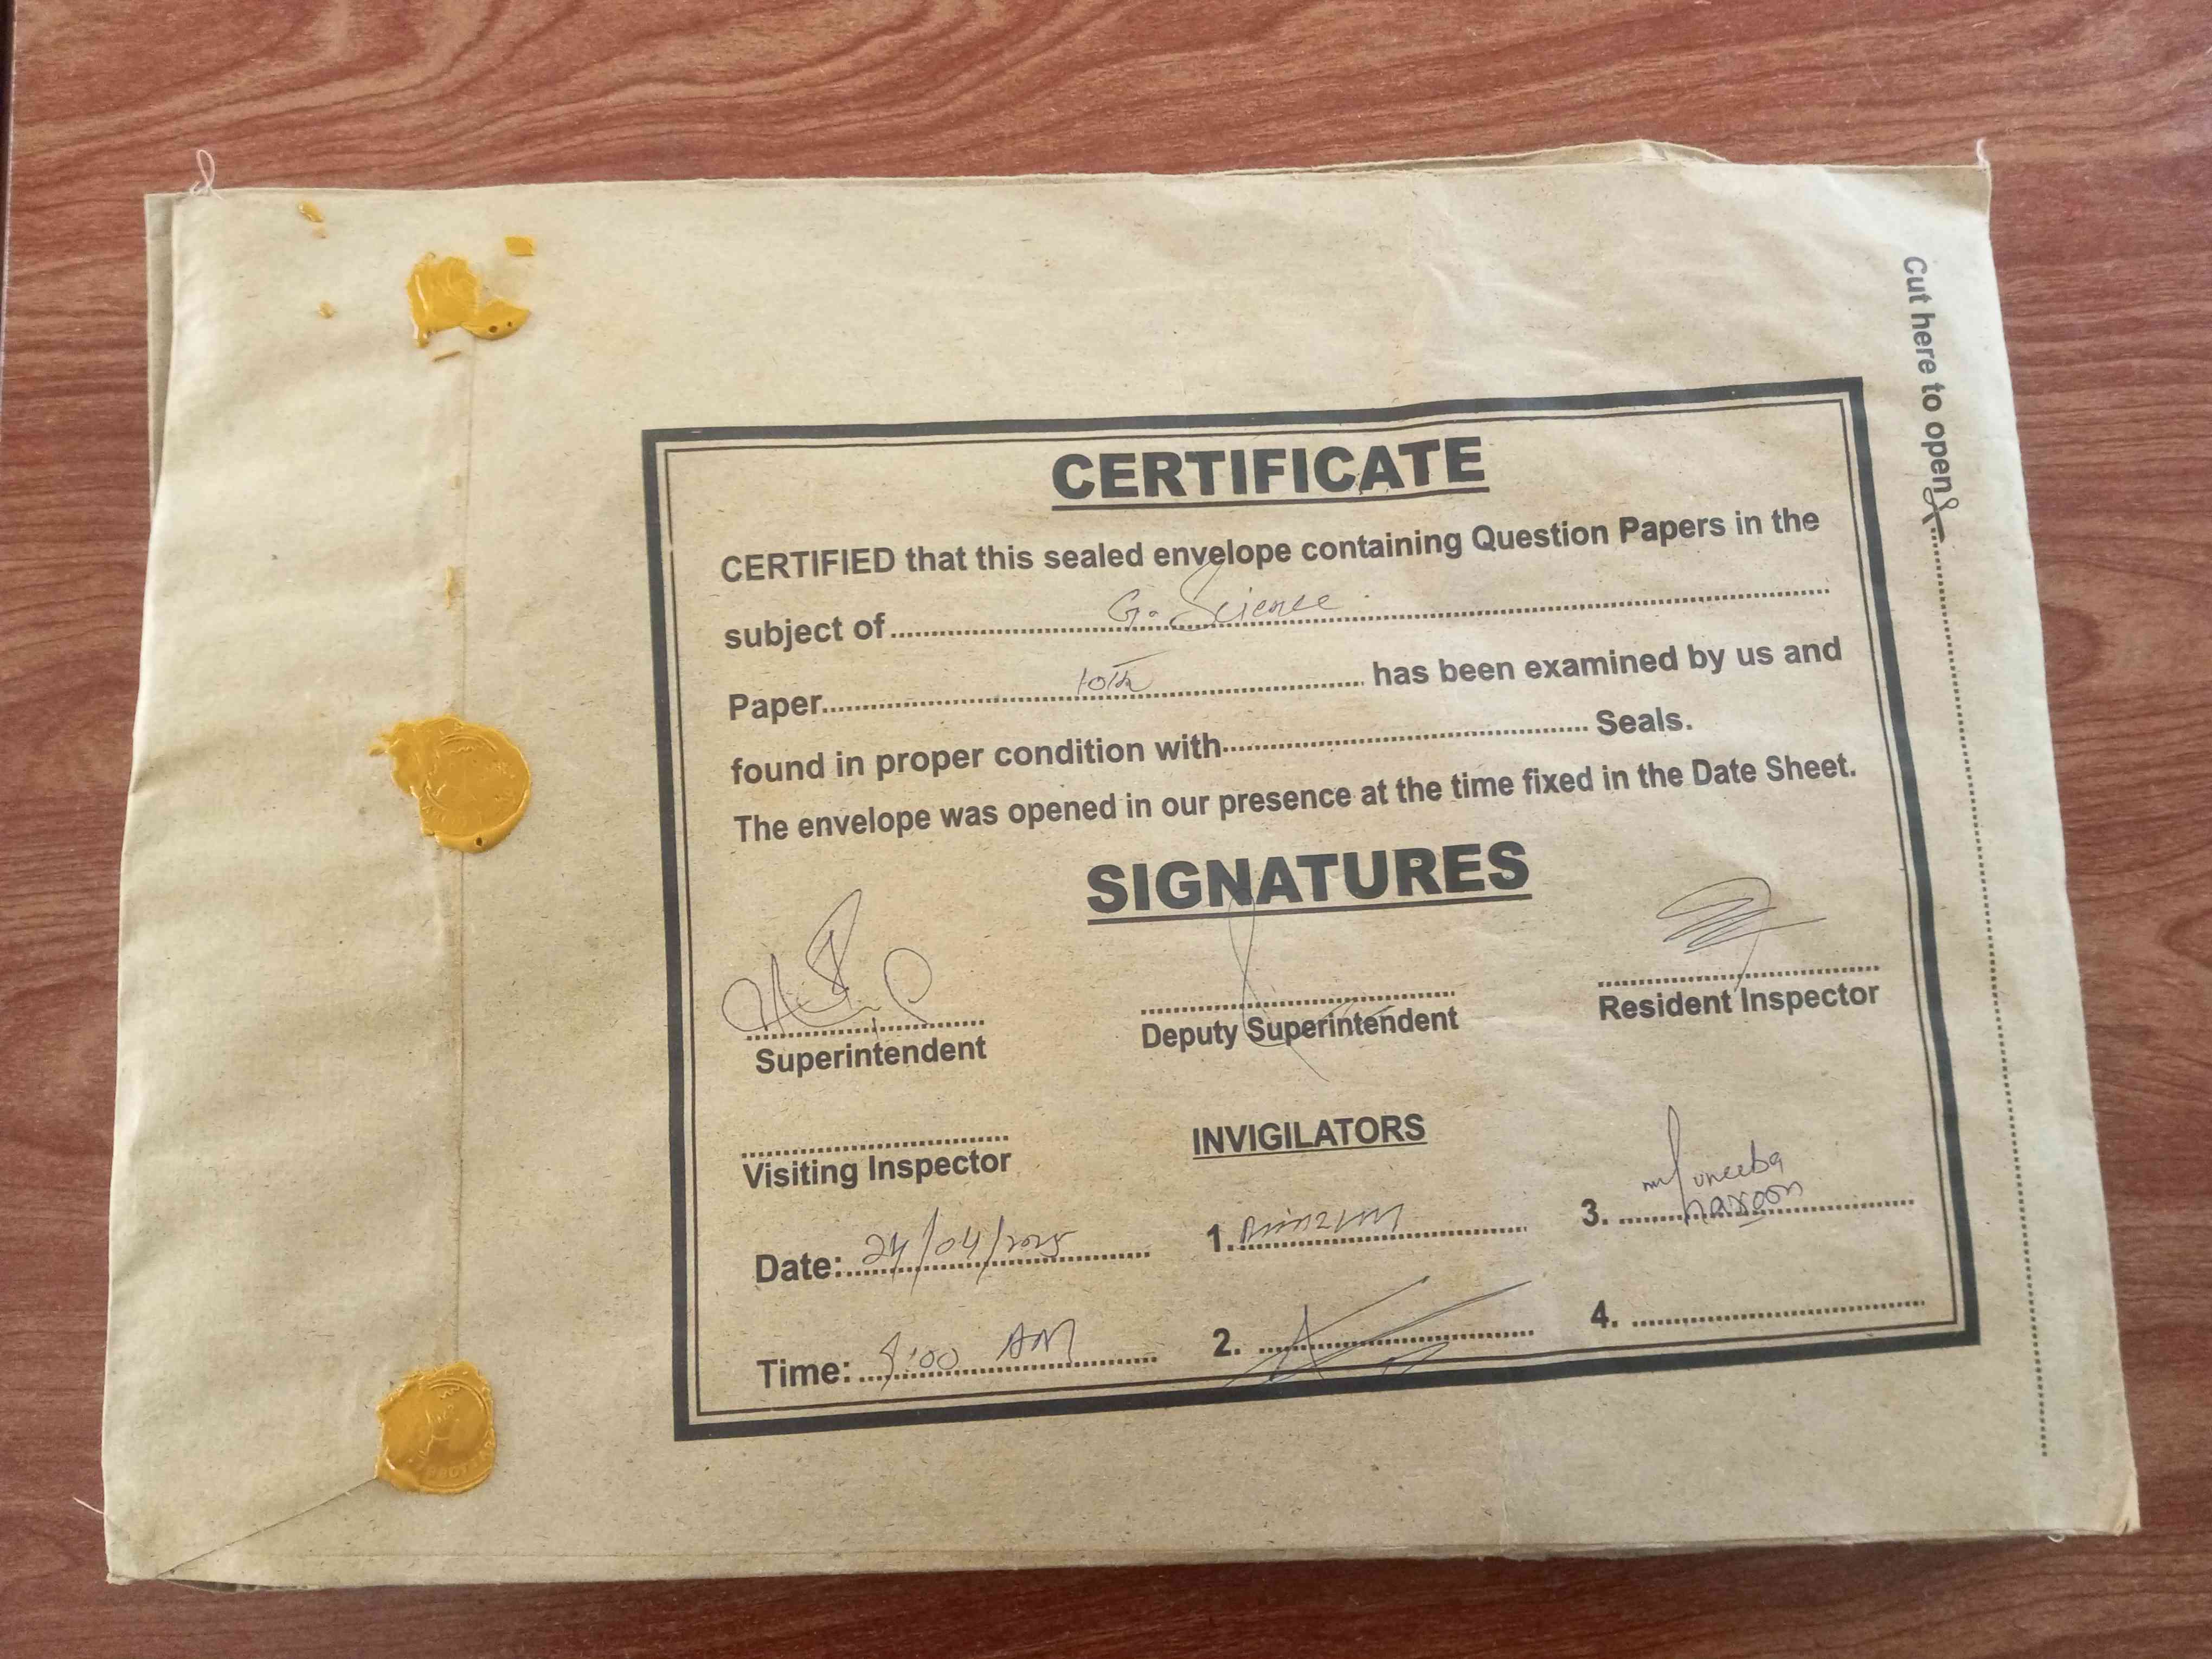 Cut here to open
CERTIFICATE
CERTIFIED that this sealed envelope containing Question Papers in the
subject of.......... G. Science ..........
Paper.......... 10th .......... has been examined by us and
found in proper condition with.......... Seals.
The envelope was opened in our presence at the time fixed in the Date Sheet.
SIGNATURES
Superintendent Deputy Superintendent Resident Inspector
Visiting Inspector INVIGILATORS
muneeba
Date: 24/04/2025 1. 3. haroon
Time: :00 AM 2. 4.